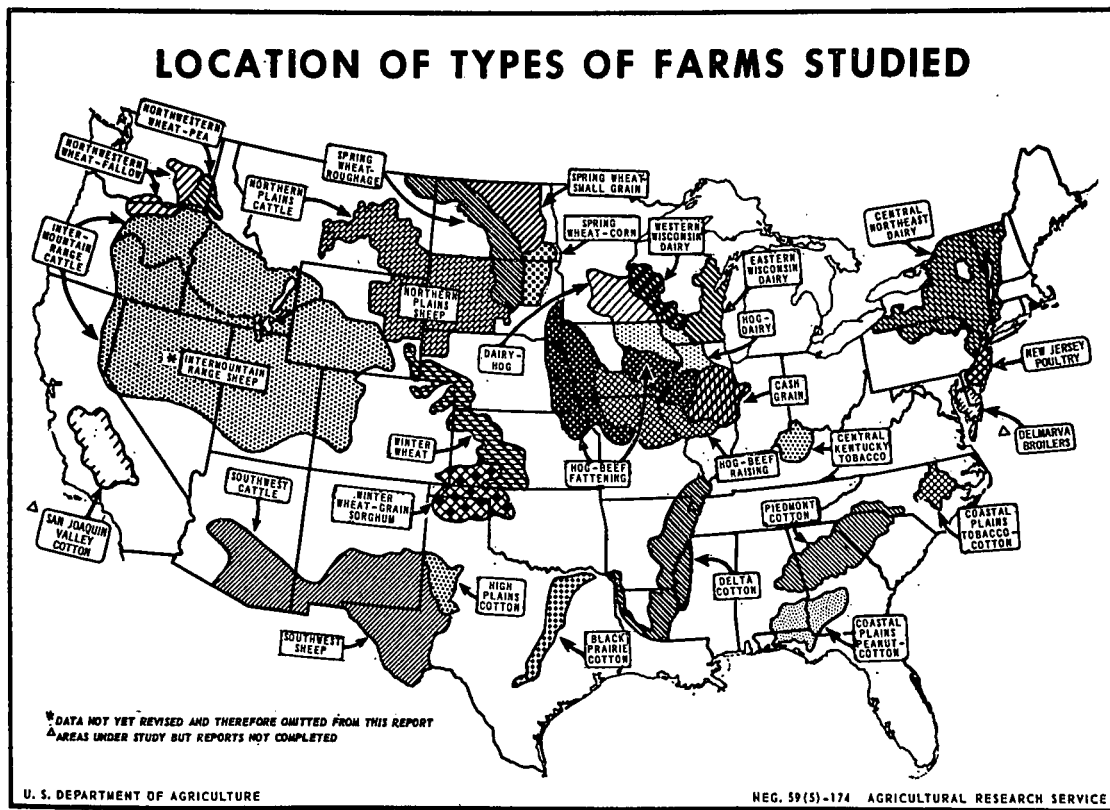 LOCATION OF TYPES OF FARMS STUDIED
NORTHWESTERN
WHEAT-PEA
NORTHWESTERN
WHEAT-FALLOW
INTER-
MOUNTAIN
RANGE
CATTLE
NORTHERN
PLAINS
CATTLE
SPRING
WHEAT-
ROUGHAGE
SPRING WHEAT-
SMALL GRAIN
SPRING
WHEAT-CORN
WESTERN
WISCONSIN
DAIRY
EASTERN
WISCONSIN
DAIRY
CENTRAL
NORTHEAST
DAIRY
NORTHERN
PLAINS
SHEEP
HOG-
DAIRY
DAIRY-
HOG
* INTERMOUNTAIN
RANGE SHEEP
NEW JERSEY
POULTRY
CASH
GRAIN
△ DELMARVA
BROILERS
WINTER
WHEAT
HOG-BEEF
FATTENING
HOG-BEEF
RAISING
CENTRAL
KENTUCKY
TOBACCO
SOUTHWEST
CATTLE
WINTER
WHEAT-GRAIN
SORGHUM
PIEDMONT
COTTON
COASTAL
PLAINS
TOBACCO-
COTTON
△ SAN JOAQUIN
VALLEY
COTTON
HIGH
PLAINS
COTTON
DELTA
COTTON
SOUTHWEST
SHEEP
BLACK
PRAIRIE
COTTON
COASTAL
PLAINS
PEANUT-
COTTON
* DATA NOT YET REVISED AND THEREFORE OMITTED FROM THIS REPORT
△ AREAS UNDER STUDY BUT REPORTS NOT COMPLETED
U. S. DEPARTMENT OF AGRICULTURE
NEG. 59(5)-174 AGRICULTURAL RESEARCH SERVICE